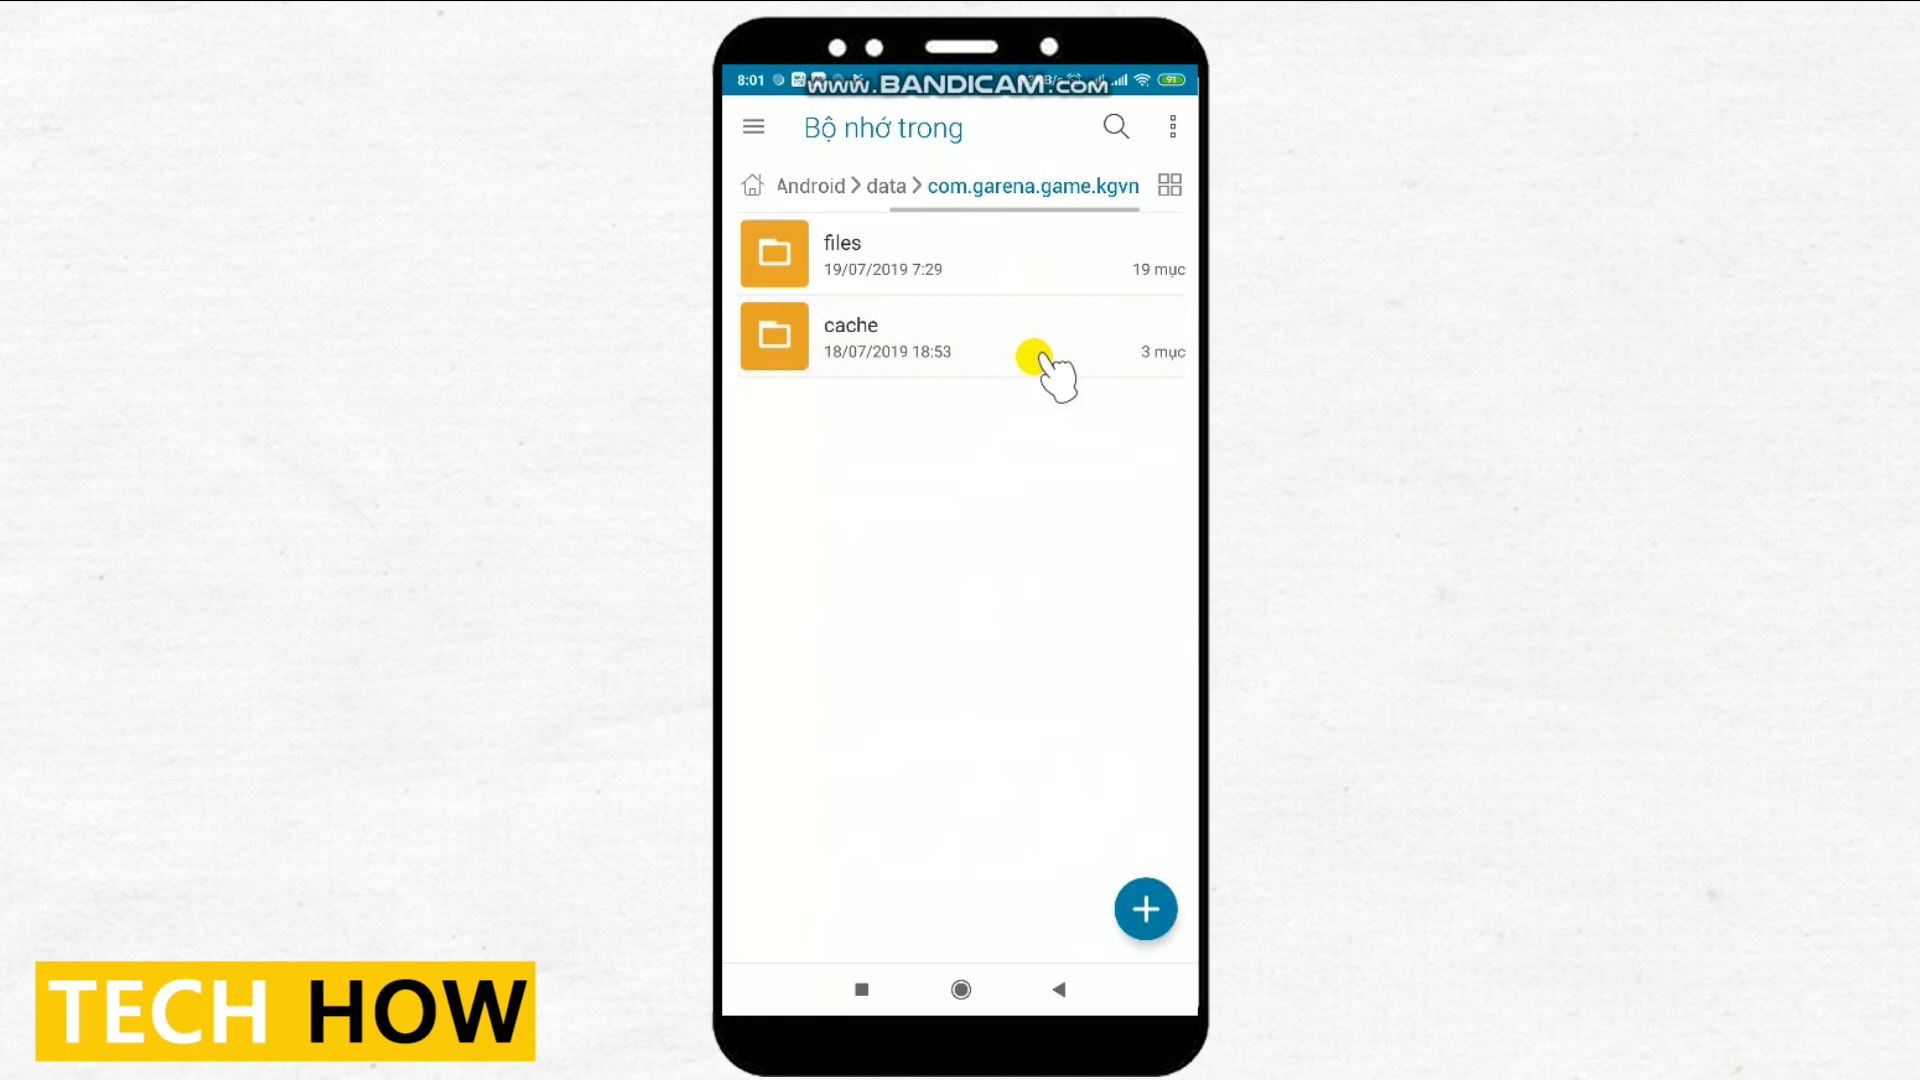 8:01
91
www.BANDICAM.com
Bộ nhớ trong
Android > data > com.garena.game.kgvn
files
19/07/2019 7:29
19 mục
cache
18/07/2019 18:53
3 mục
TECH HOW